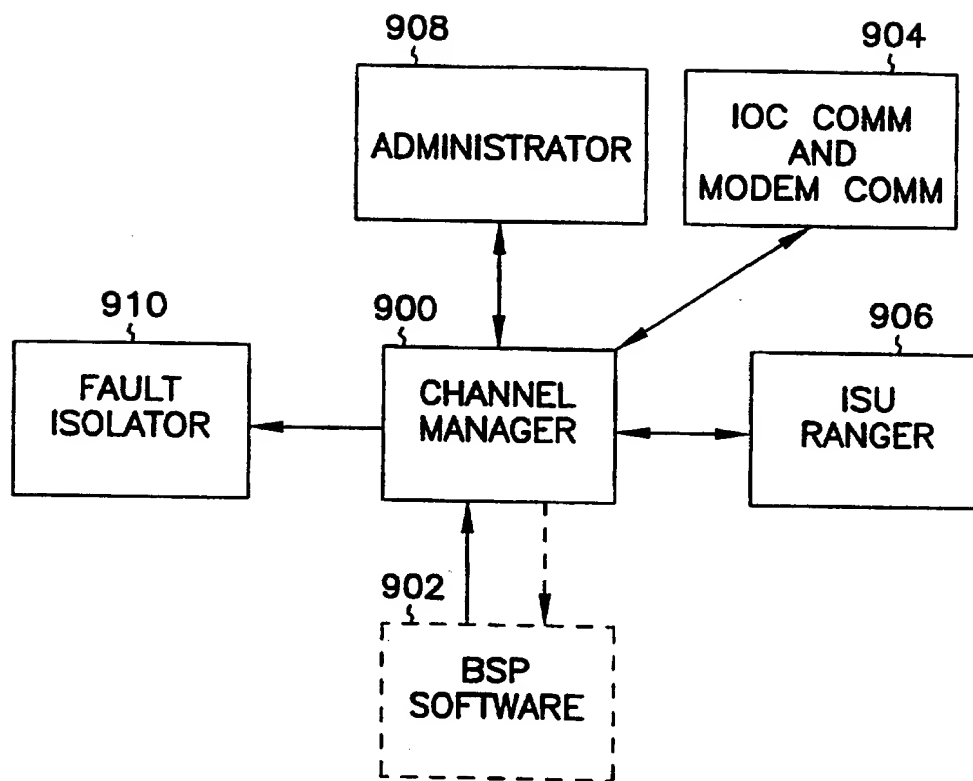 908
ADMINISTRATOR
904
IOC COMM
AND
MODEM COMM
910
FAULT
ISOLATOR
900
CHANNEL
MANAGER
906
ISU
RANGER
902
BSP
SOFTWARE